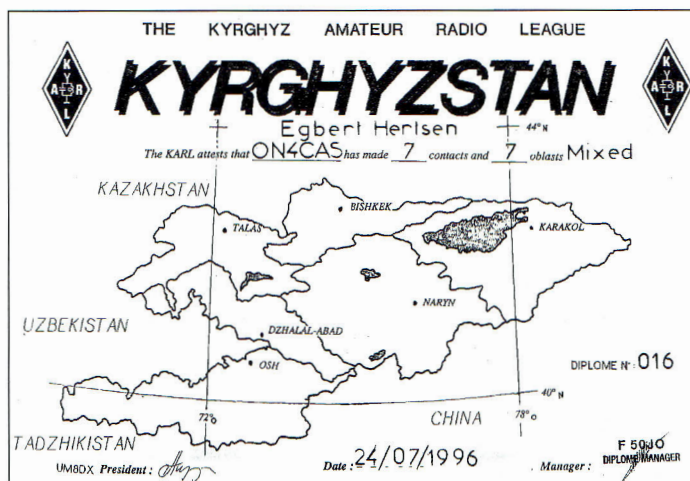 THE KYRGHYZ AMATEUR RADIO LEAGUE
K
Y
A R
L
K
Y
A R
L
KYRGHYZSTAN
44° N
Egbert Hertsen
The KARL attests that ON4CAS has made 7 contacts and 7 oblasts Mixed
KAZAKHSTAN
BISHKEK
TALAS
KARAKOL
NARYN
UZBEKISTAN
DZHALAL-ABAD
OSH
DIPLOME N°: 016
40° N
72°
78°
CHINA
TADZHIKISTAN
UM8DX President :
Date : 24/07/1996
Manager :
DIPLOME MANAGER